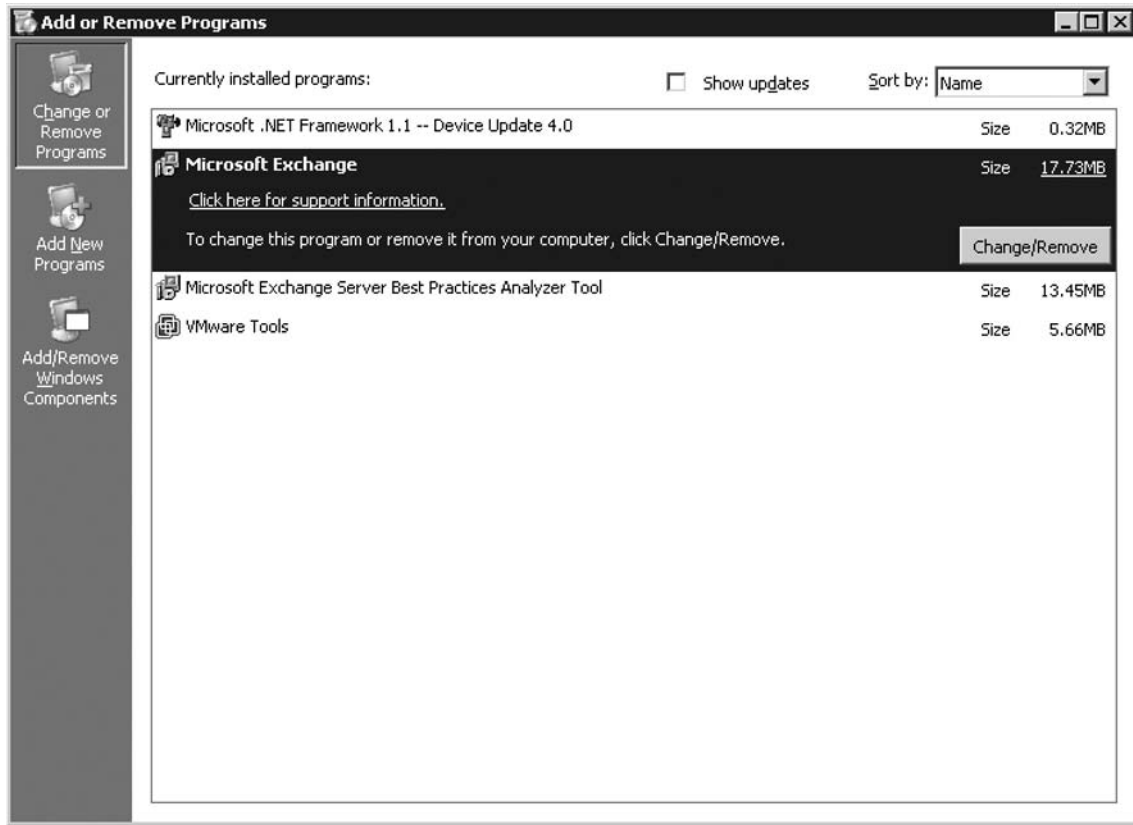 Add or Remove Programs
Change or
Remove
Programs
Add New
Programs
Add/Remove
Windows
Components
Currently installed programs:
Show updates
Sort by: Name
Microsoft .NET Framework 1.1 -- Device Update 4.0 Size 0.32MB
Microsoft Exchange Size 17.73MB
Click here for support information.
To change this program or remove it from your computer, click Change/Remove.
Change/Remove
Microsoft Exchange Server Best Practices Analyzer Tool Size 13.45MB
VMware Tools Size 5.66MB